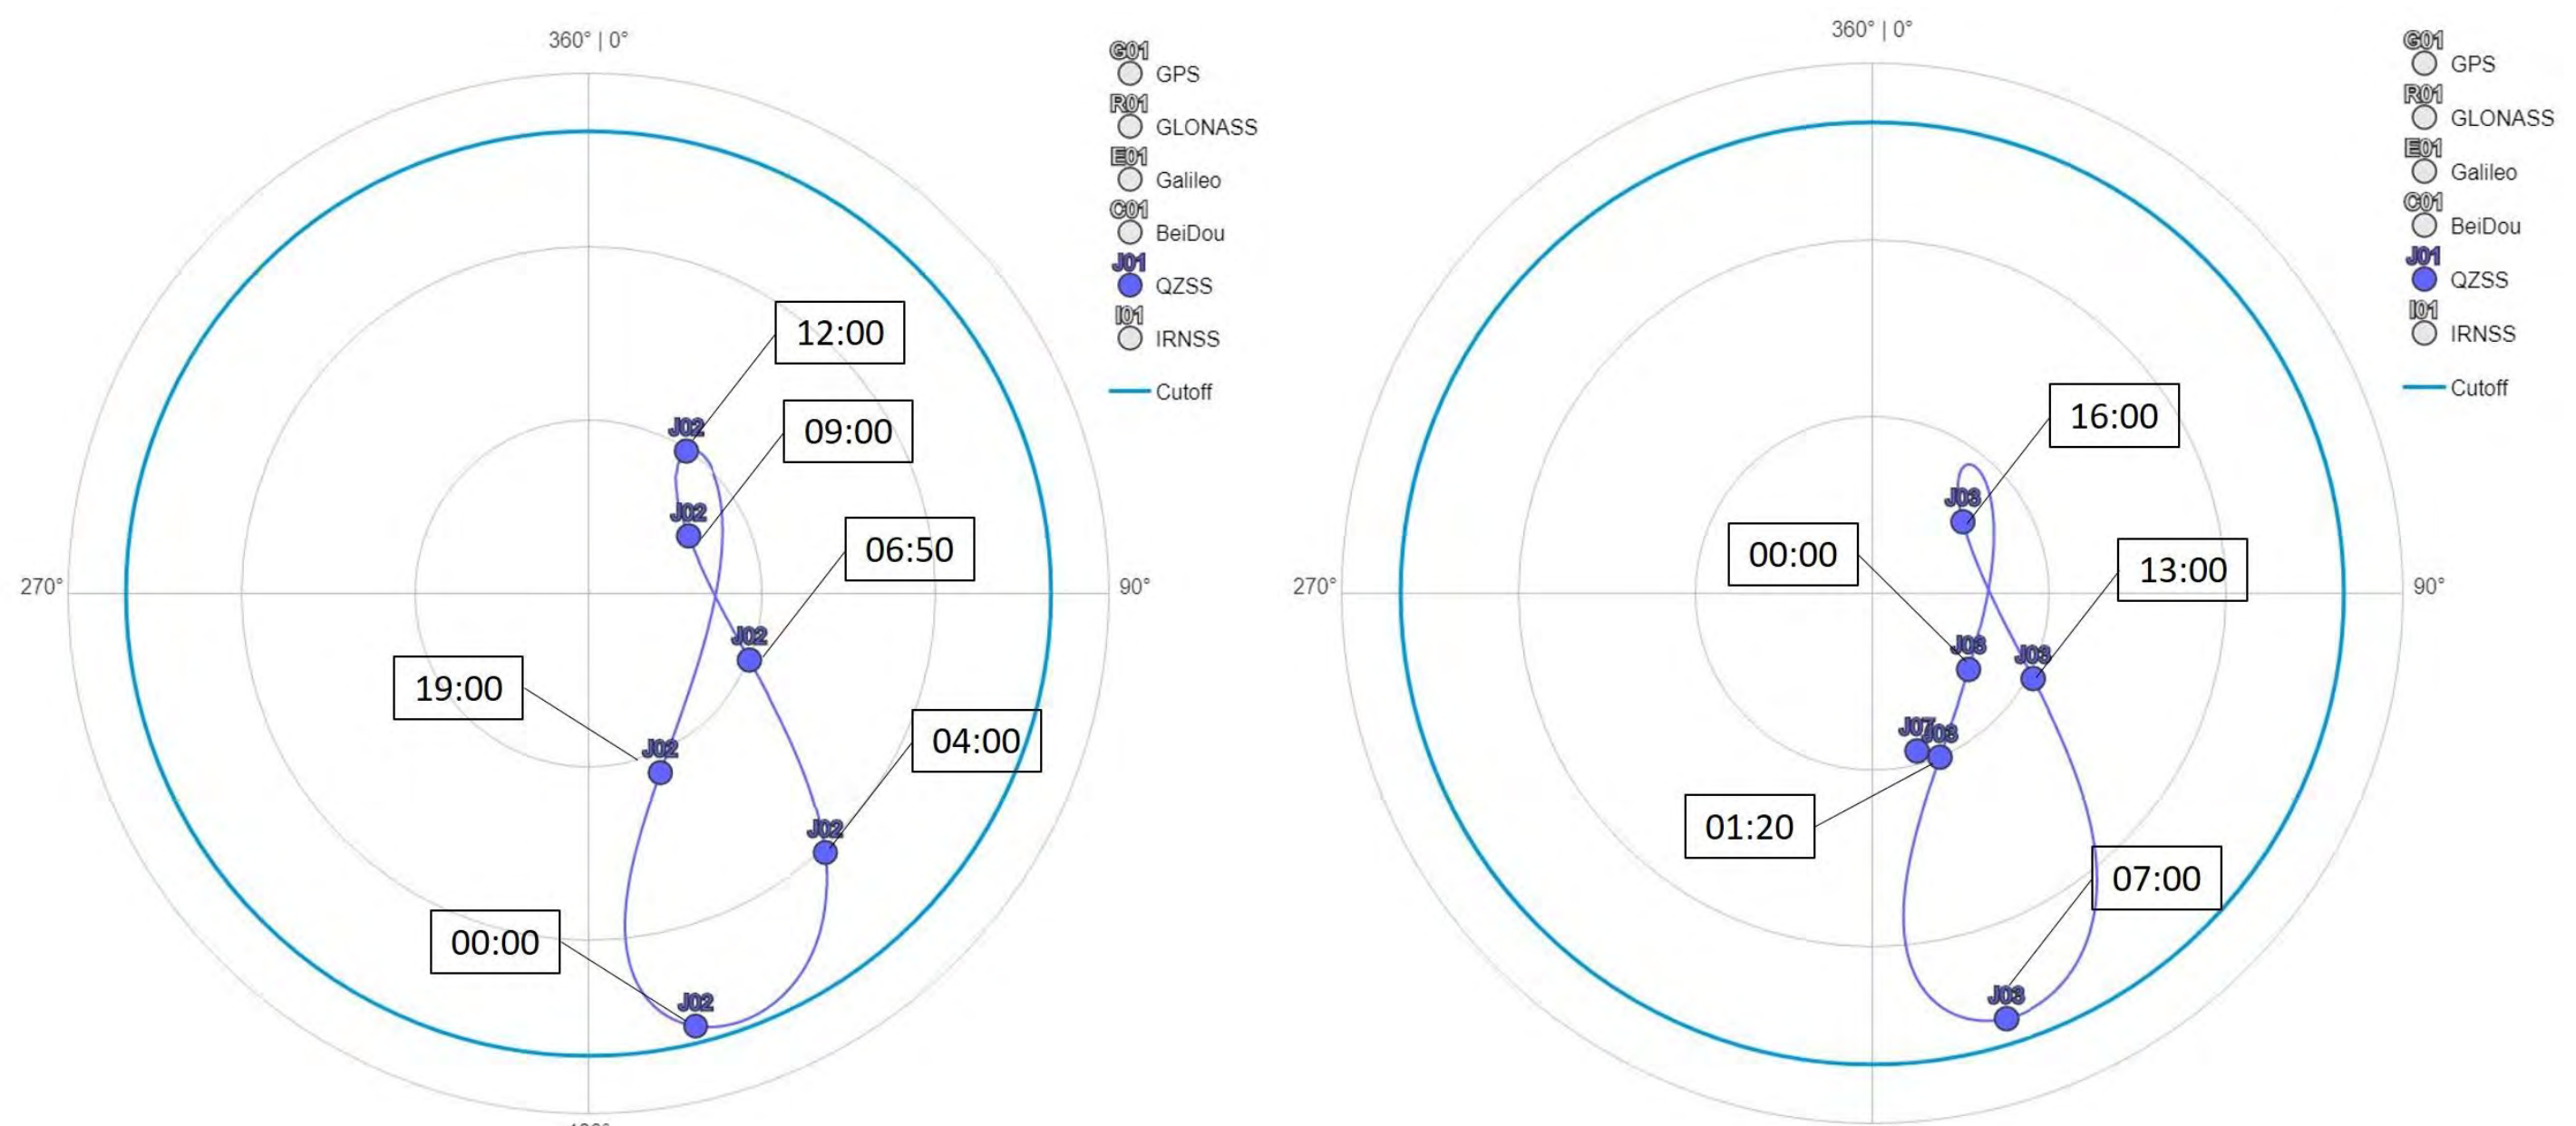 360° | 0°
G01
GPS
R01
GLONASS
E01
Galileo
C01
BeiDou
J01
QZSS
I01
IRNSS
Cutoff
12:00
J02
09:00
J02
06:50
J02
270°
90°
19:00
J02
04:00
J02
00:00
J02
360° | 0°
G01
GPS
R01
GLONASS
E01
Galileo
C01
BeiDou
J01
QZSS
I01
IRNSS
Cutoff
16:00
J03
00:00
13:00
270°
90°
J03
J03
J07
J03
01:20
07:00
J03